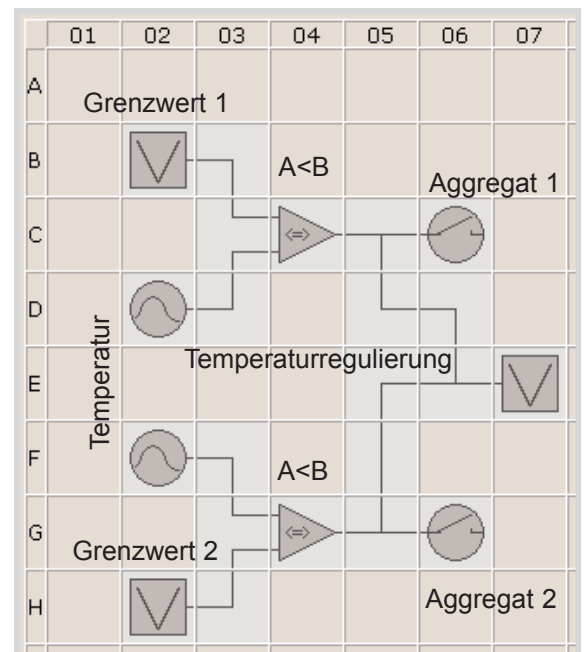 01 02 03 04 05 06 07
A
Grenzwert 1
B
A<B
Aggregat 1
C
<=>
D
Temperatur
Temperaturregulierung
E
F
A<B
G
<=>
Grenzwert 2
H
Aggregat 2